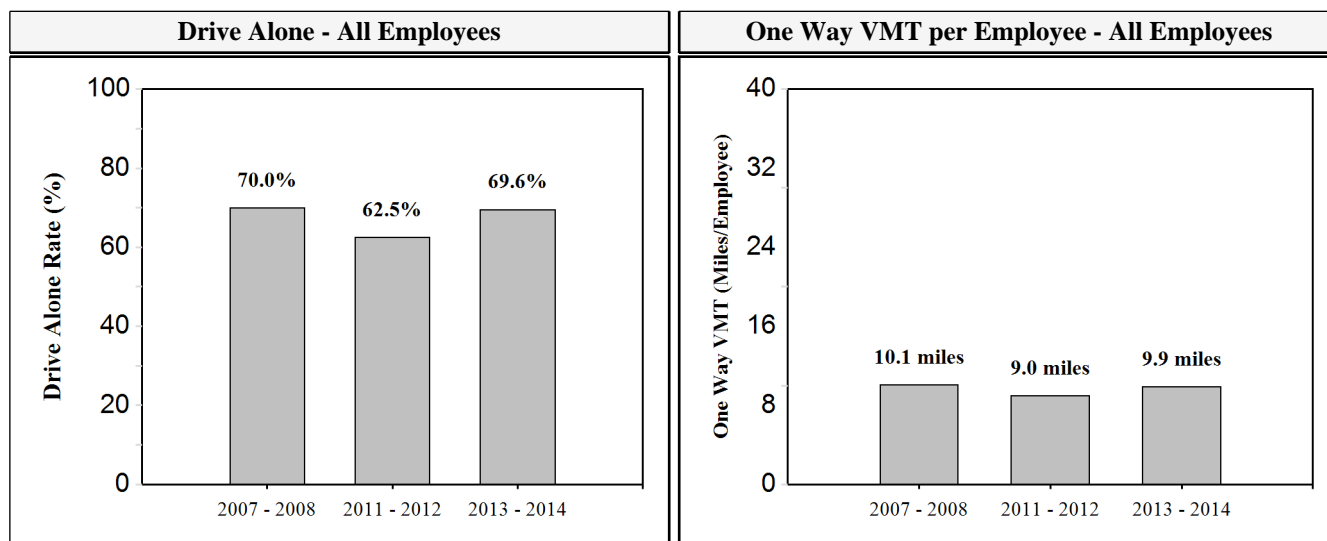 Drive Alone - All Employees
100
80
60
40
20
0
Drive Alone Rate (%)
70.0%
62.5%
69.6%
2007 - 2008
2011 - 2012
2013 - 2014
One Way VMT per Employee - All Employees
40
32
24
16
8
0
One Way VMT (Miles/Employee)
10.1 miles
9.0 miles
9.9 miles
2007 - 2008
2011 - 2012
2013 - 2014